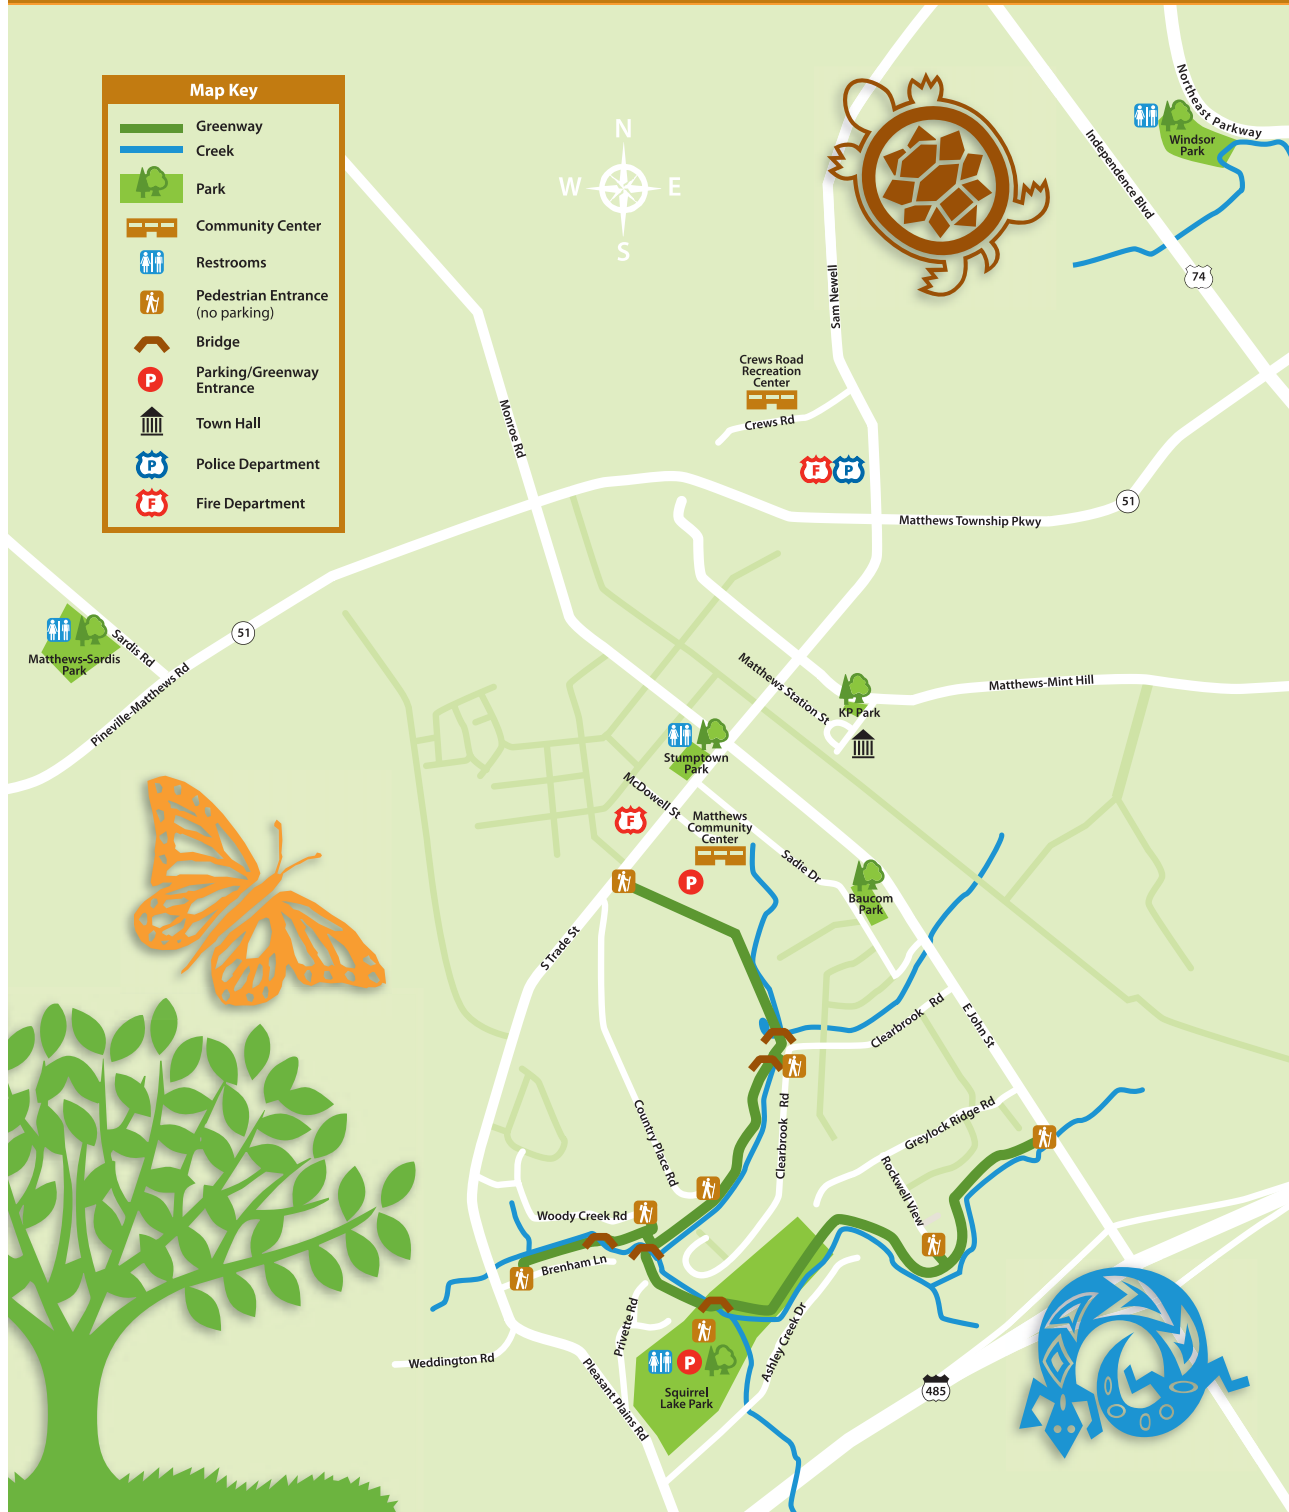 Map Key
Greenway
Creek
Park
Community Center
Restrooms
Pedestrian Entrance
(no parking)
Bridge
P
Parking/Greenway
Entrance
Town Hall
P
Police Department
F
Fire Department
N
W
E
S
Northeast Parkway
Windsor
Park
Independence Blvd
74
Sam Newell
Crews Road
Recreation
Center
Crews Rd
Monroe Rd
F
P
51
Matthews Township Pkwy
51
Sardis Rd
Matthews-Sardis
Park
Pineville-Matthews Rd
Matthews Station St
Matthews-Mint Hill
KP Park
Stumptown
Park
McDowell St
F
Matthews
Community
Center
P
Sadie Dr
Baucom
Park
S Trade St
Clearbrook Rd
E John St
Country Place Rd
Clearbrook Rd
Greylock Ridge Rd
Rockwell View
Woody Creek Rd
Brenham Ln
Privette Rd
Ashley Creek Dr
Weddington Rd
Pleasant Plains Rd
P
Squirrel
Lake Park
485